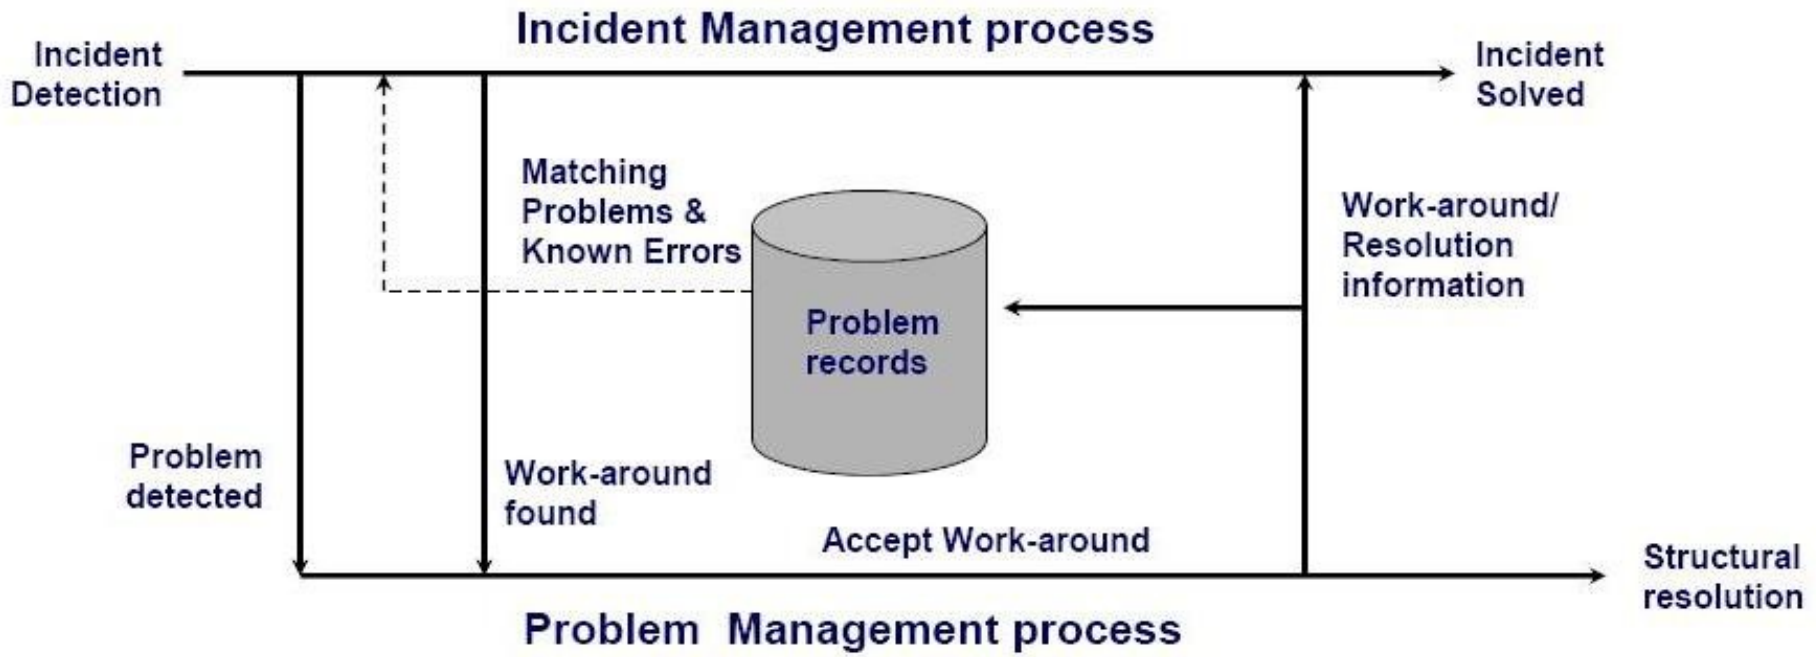 Incident Management process
Incident
Detection
Incident
Solved
Matching
Problems &
Known Errors
Work-around/
Resolution
information
Problem
records
Problem
detected
Work-around
found
Accept Work-around
Structural
resolution
Problem Management process